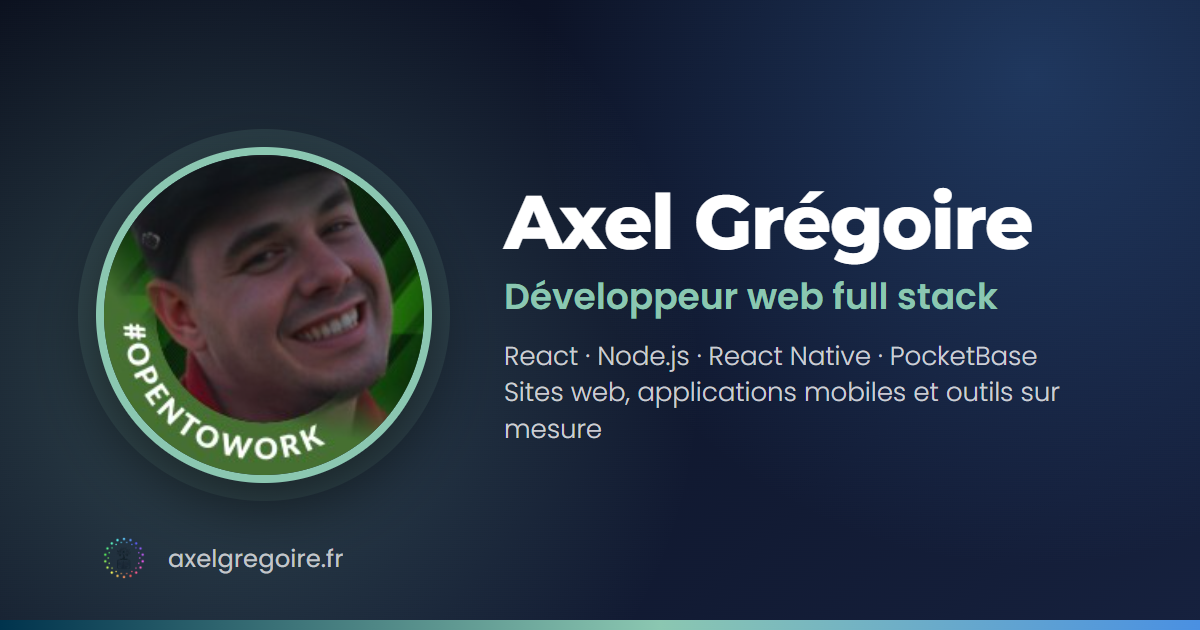 Axel Grégoire
Développeur web full stack
React · Node.js · React Native · PocketBase
Sites web, applications mobiles et outils sur
mesure
#OPENTOWORK
axelgregoire.fr